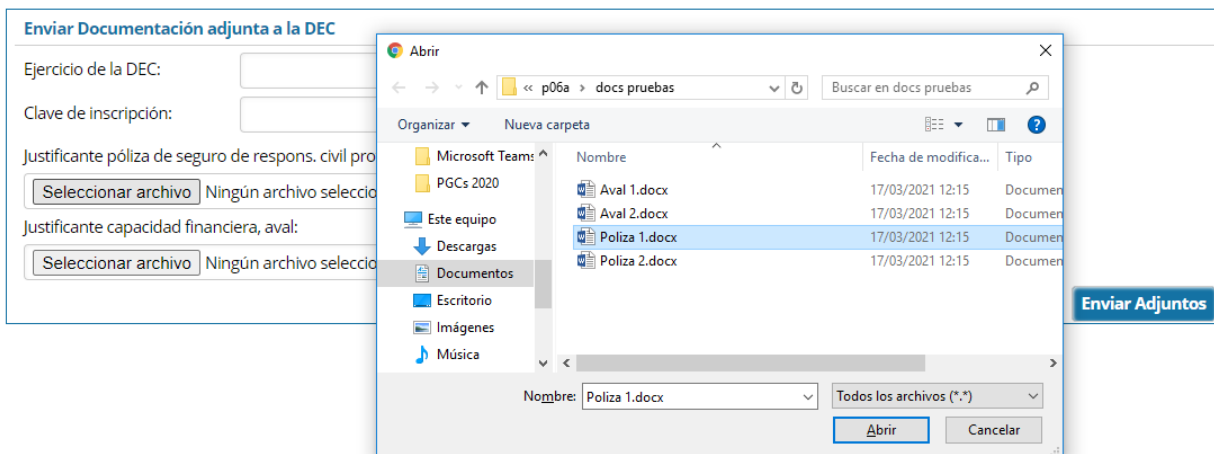 Enviar Documentación adjunta a la DEC
Ejercicio de la DEC:
Clave de inscripción:
Justificante póliza de seguro de respons. civil pro
Seleccionar archivo Ningún archivo seleccio
Justificante capacidad financiera, aval:
Seleccionar archivo Ningún archivo seleccio
Enviar Adjuntos
Abrir
« p06a › docs pruebas
Buscar en docs pruebas
Organizar Nueva carpeta
Microsoft Teams
PGCs 2020
Este equipo
Descargas
Documentos
Escritorio
Imágenes
Música
Nombre Fecha de modifica... Tipo
Aval 1.docx 17/03/2021 12:15 Documen
Aval 2.docx 17/03/2021 12:15 Documen
Poliza 1.docx 17/03/2021 12:15 Documen
Poliza 2.docx 17/03/2021 12:15 Documen
Nombre: Poliza 1.docx Todos los archivos (*.*)
Abrir Cancelar